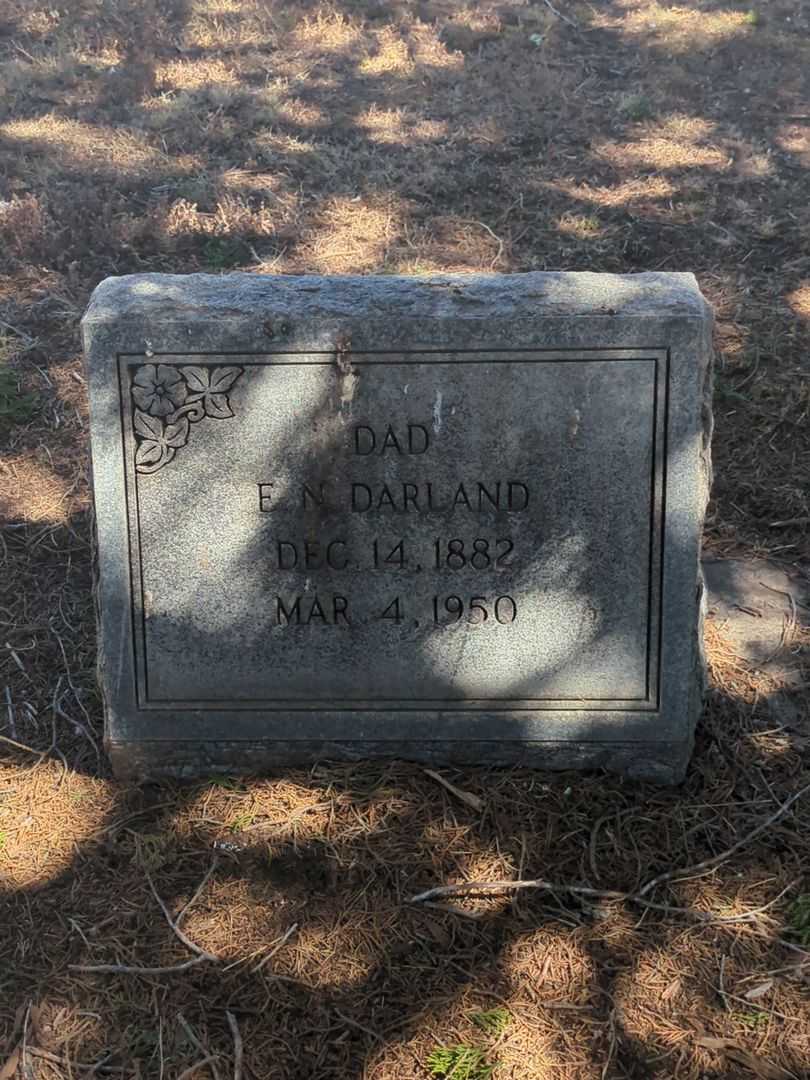 DAD
E. N. DARLAND
DEC. 14, 1882
MAR. 4, 1950